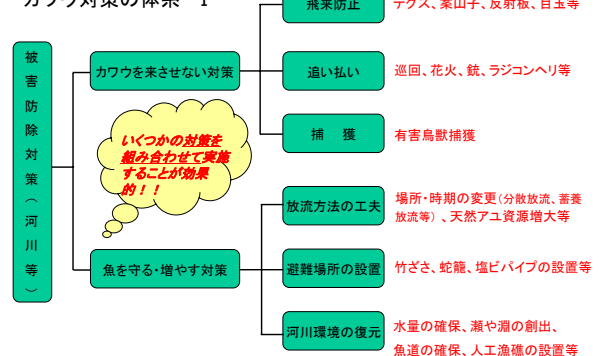 カワウ対策の体系 1
飛来防止
テグス、案山子、反射板、目玉等
被害防除対策（河川等）
カワウを来させない対策
追い払い
巡回、花火、銃、ラジコンヘリ等
捕 獲
有害鳥獣捕獲
いくつかの対策を
組み合わせて実施
することが効果
的！！
放流方法の工夫
場所・時期の変更(分散放流、蓄養
放流等)、天然アユ資源増大等
魚を守る・増やす対策
避難場所の設置
竹ざさ、蛇籠、塩ビパイプの設置等
河川環境の復元
水量の確保、瀬や淵の創出、
魚道の確保、人工漁礁の設置等